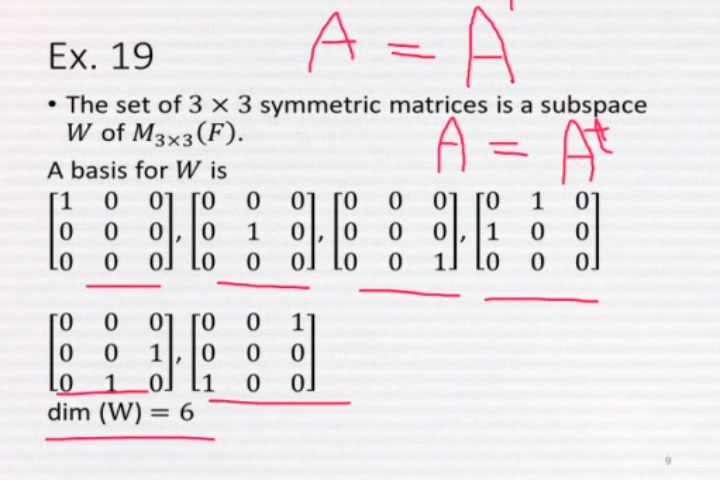 Ex. 19
A = A'
• The set of 3 × 3 symmetric matrices is a subspace
W of M₃ₓ₃(F).
A = Aᵗ
A basis for W is
[1 0 0] [0 0 0] [0 0 0] [0 1 0]
[0 0 0], [0 1 0], [0 0 0], [1 0 0]
[0 0 0] [0 0 0] [0 0 1] [0 0 0]
[0 0 0] [0 0 1]
[0 0 1], [0 0 0]
[0 1 0] [1 0 0]
dim (W) = 6
9